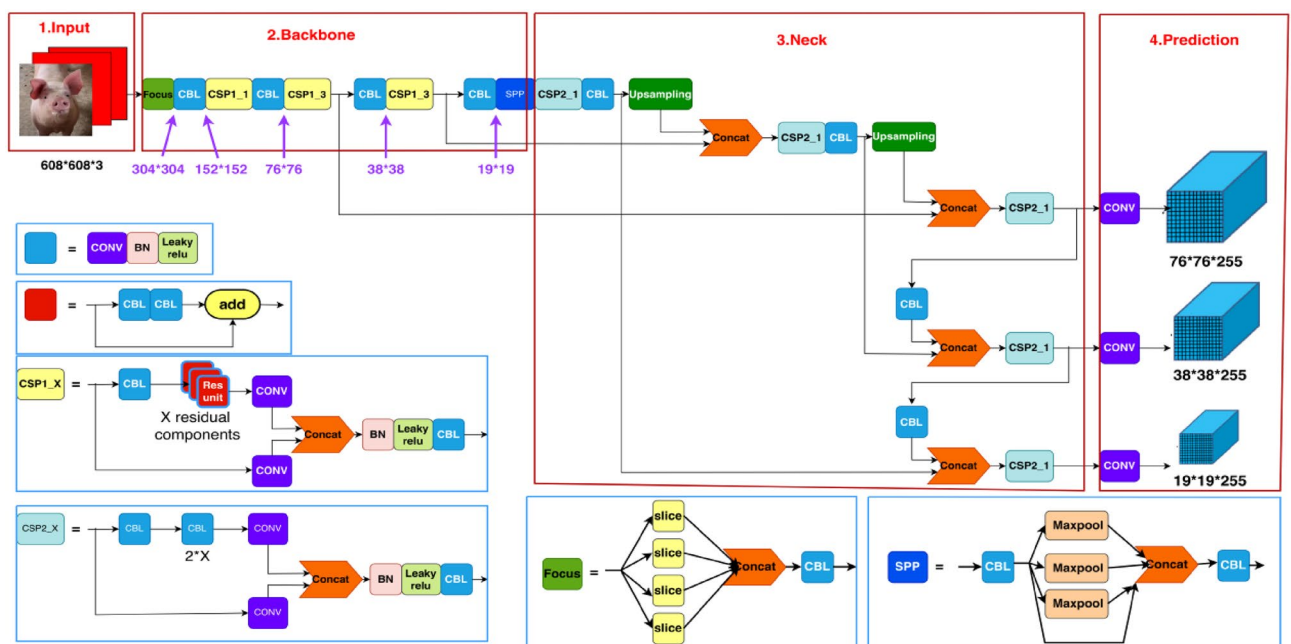 1.Input
2.Backbone
3.Neck
4.Prediction
Focus CBL CSP1_1 CBL CSP1_3 CBL CSP1_3 CBL SPP CSP2_1 CBL Upsampling
608*608*3
304*304 152*152 76*76 38*38 19*19
Concat CSP2_1 CBL Upsampling
Concat CSP2_1 CONV
76*76*255
CBL
Concat CSP2_1 CONV
38*38*255
CBL
Concat CSP2_1 CONV
19*19*255
= CONV BN Leaky
relu
= CBL CBL add
CSP1_X = CBL Res
unit CONV
X residual
components
Concat BN Leaky
relu CBL
CONV
CSP2_X = CBL CBL CONV
2*X
Concat BN Leaky
relu CBL
CONV
Focus =
slice
slice
slice
slice
Concat CBL
SPP = CBL
Maxpool
Maxpool
Maxpool
Concat CBL